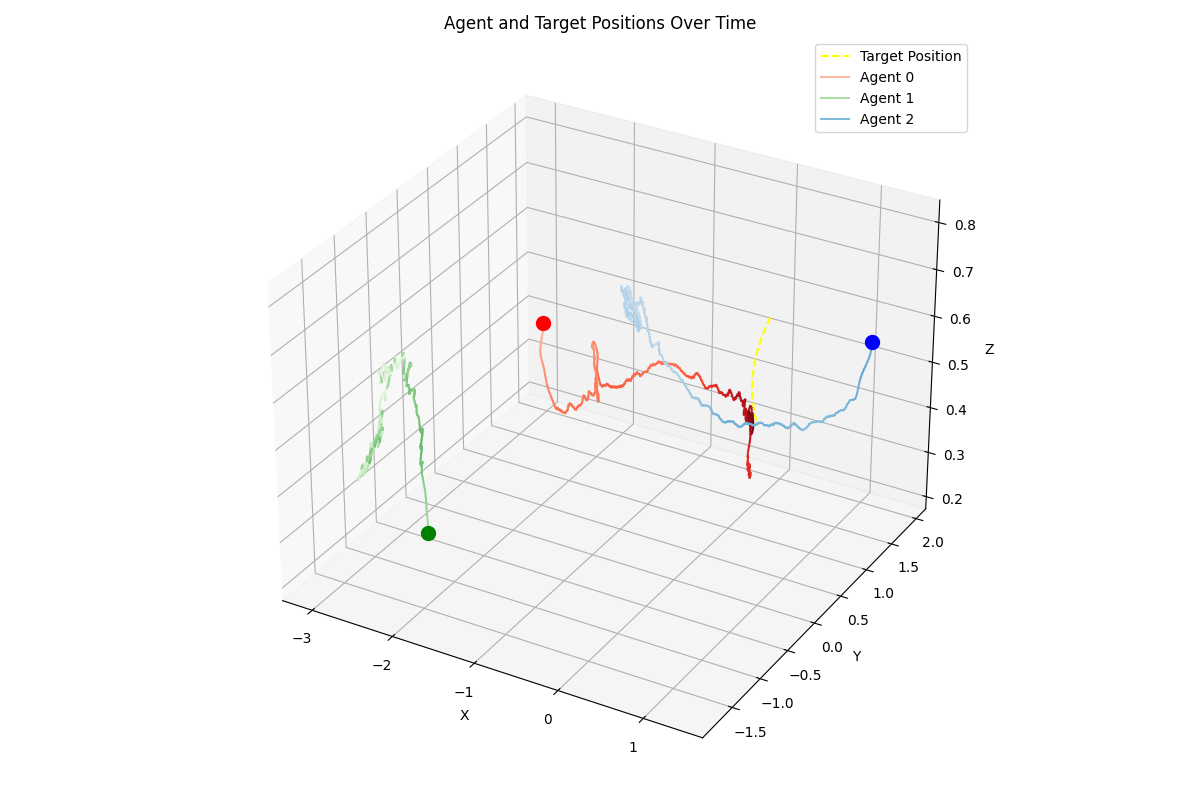 Agent and Target Positions Over Time
Target Position
Agent 0
Agent 1
Agent 2
0.8
0.7
0.6
0.5
0.4
0.3
0.2
Z
2.0
1.5
1.0
0.5
0.0
−0.5
−1.0
−1.5
Y
−3
−2
−1
0
1
X